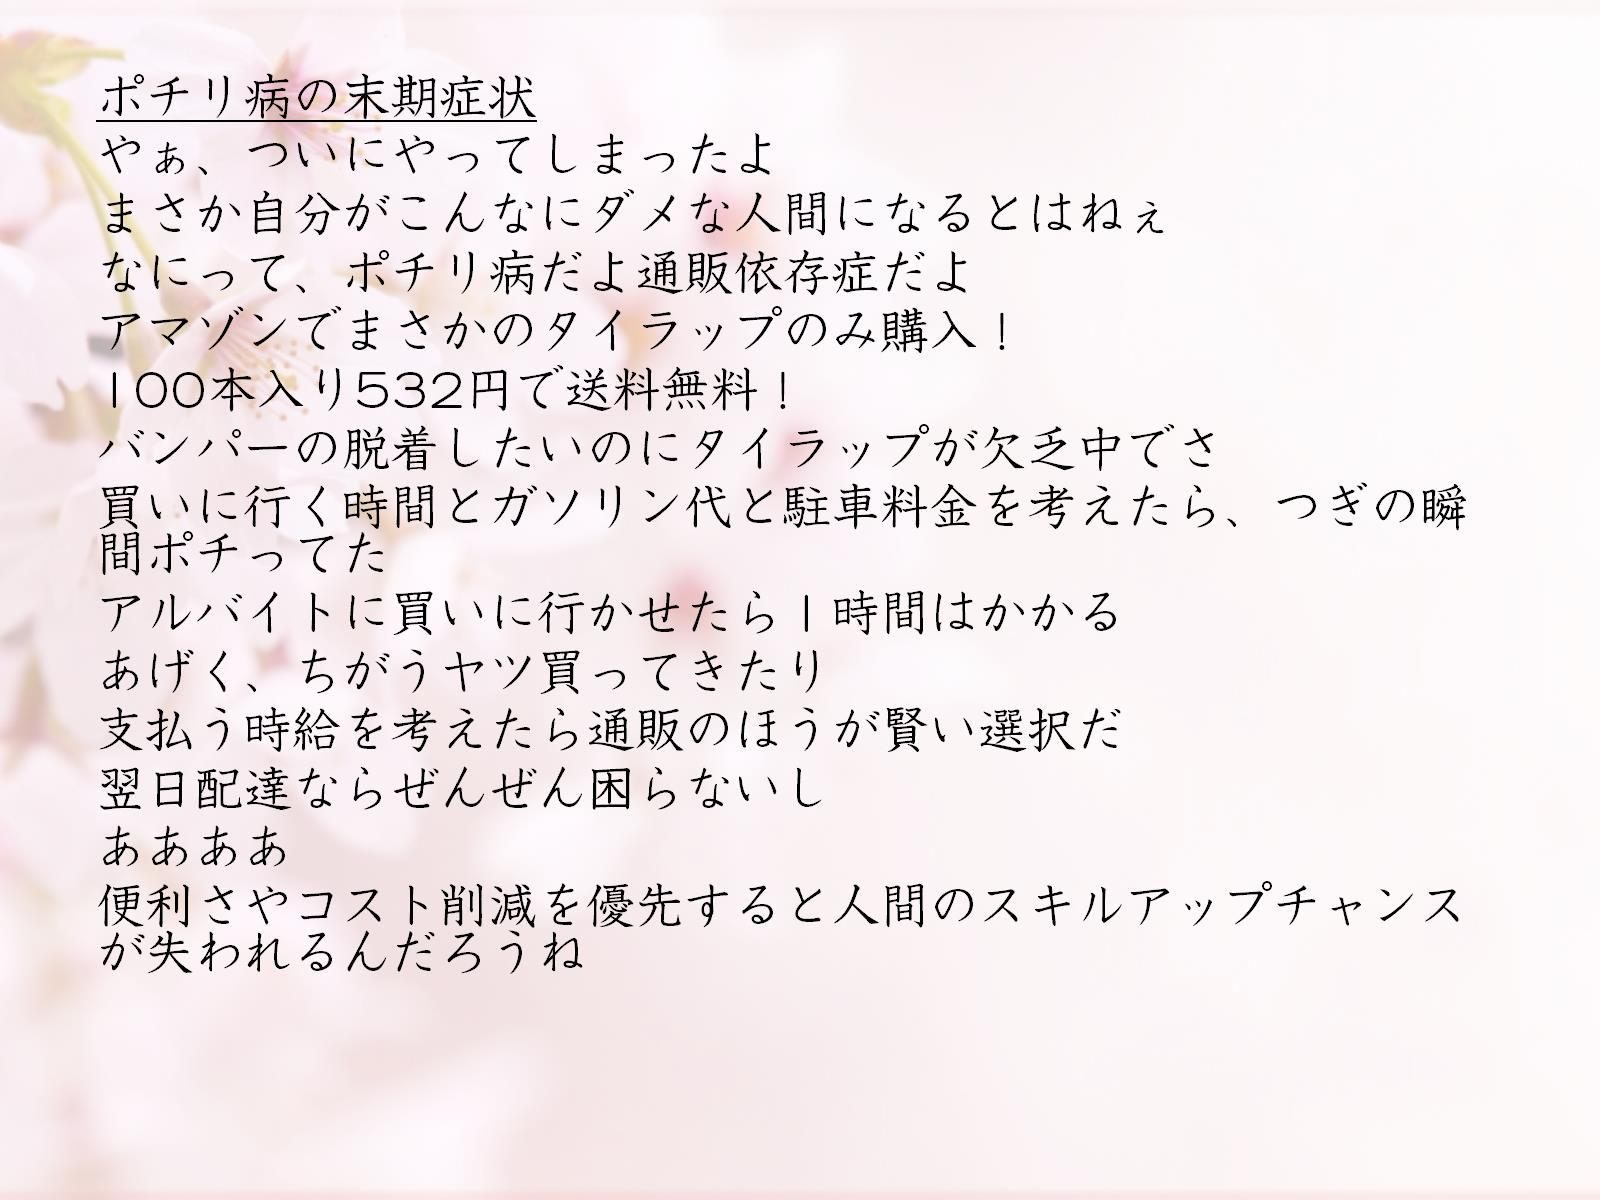 ポチリ病の末期症状
やぁ、ついにやってしまったよ
まさか自分がこんなにダメな人間になるとはねぇ
なにって、ポチリ病だよ通販依存症だよ
アマゾンでまさかのタイラップのみ購入！
100本入り532円で送料無料！
バンパーの脱着したいのにタイラップが欠乏中でさ
買いに行く時間とガソリン代と駐車料金を考えたら、つぎの瞬
間ポチってた
アルバイトに買いに行かせたら1時間はかかる
あげく、ちがうヤツ買ってきたり
支払う時給を考えたら通販のほうが賢い選択だ
翌日配達ならぜんぜん困らないし
ああああ
便利さやコスト削減を優先すると人間のスキルアップチャンス
が失われるんだろうね